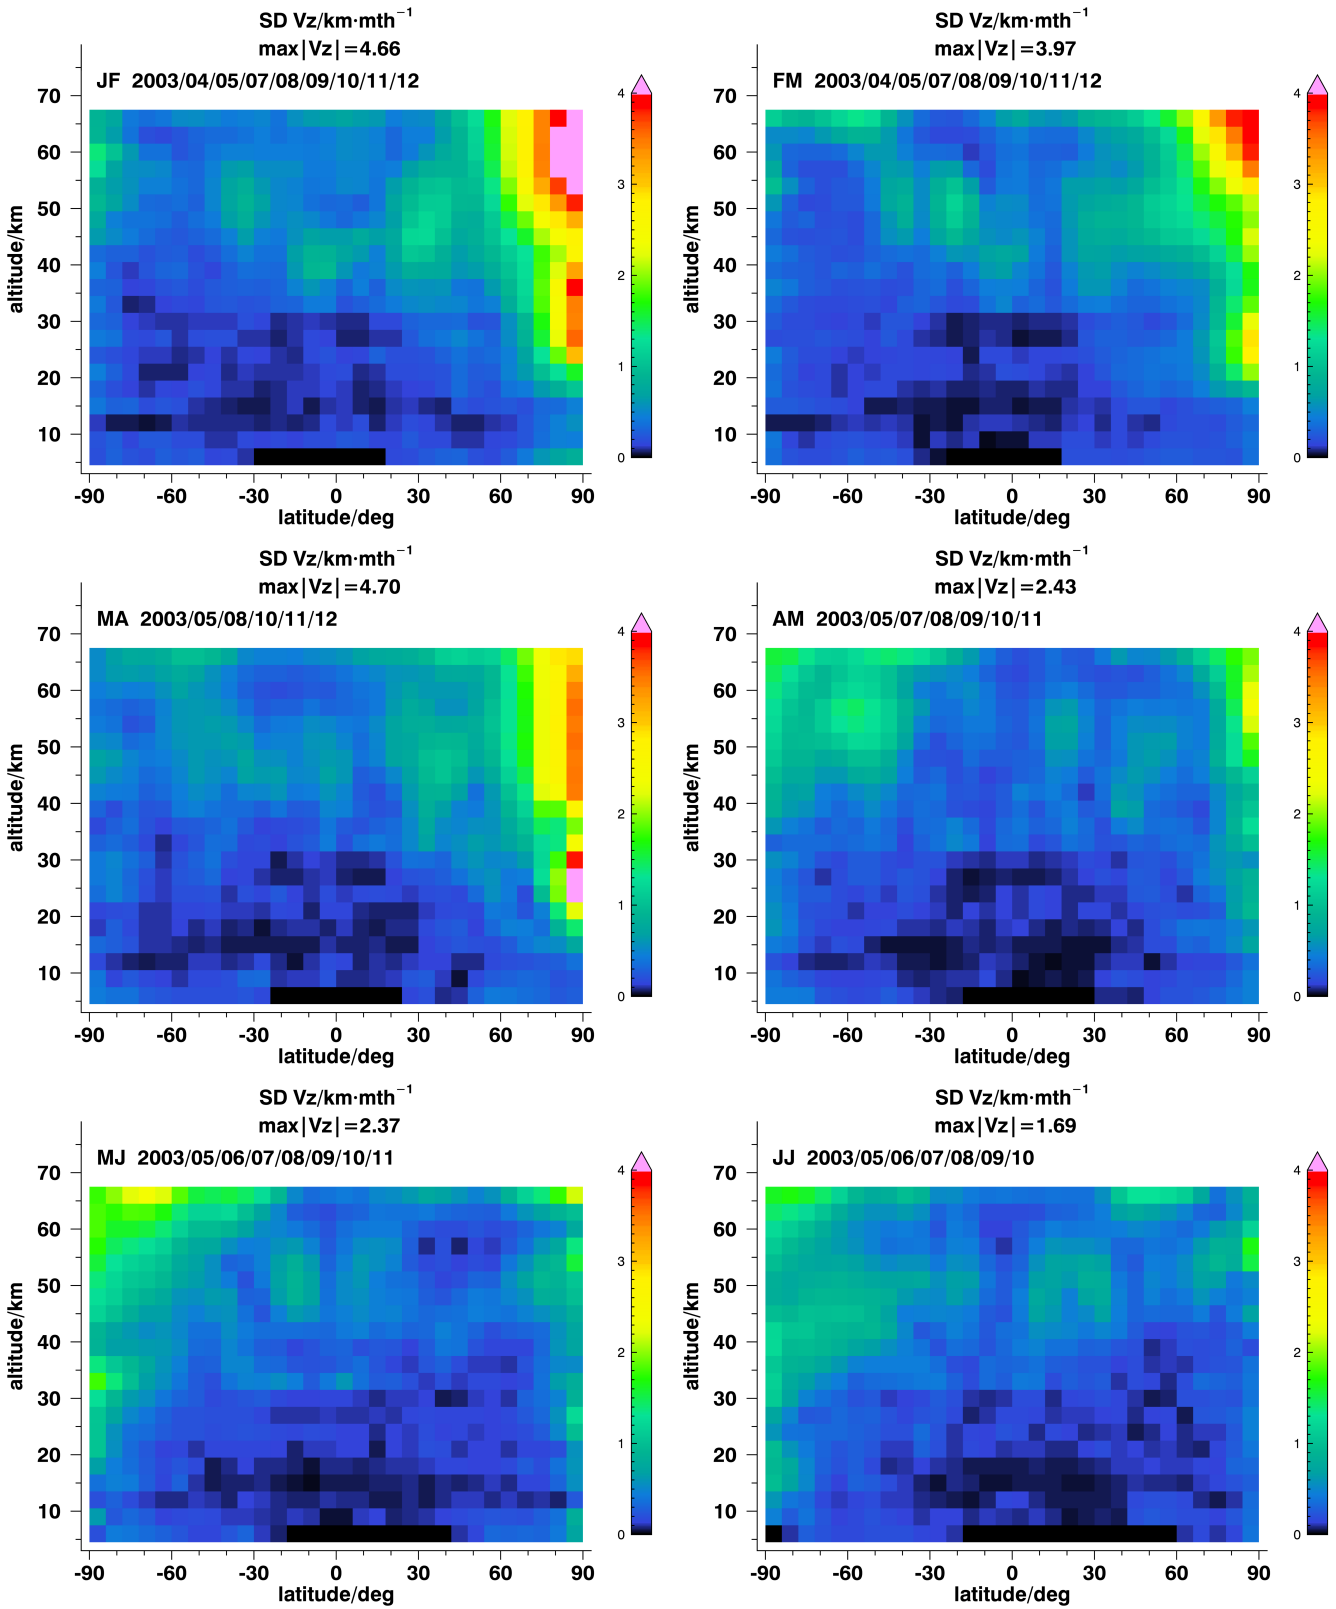 SD Vz/km·mth⁻¹
max|Vz|=4.66
JF 2003/04/05/07/08/09/10/11/12
altitude/km
70
60
50
40
30
20
10
-90 -60 -30 0 30 60 90
latitude/deg
4
3
2
1
0
SD Vz/km·mth⁻¹
max|Vz|=3.97
FM 2003/04/05/07/08/09/10/11/12
altitude/km
70
60
50
40
30
20
10
-90 -60 -30 0 30 60 90
latitude/deg
4
3
2
1
0
SD Vz/km·mth⁻¹
max|Vz|=4.70
MA 2003/05/08/10/11/12
altitude/km
70
60
50
40
30
20
10
-90 -60 -30 0 30 60 90
latitude/deg
4
3
2
1
0
SD Vz/km·mth⁻¹
max|Vz|=2.43
AM 2003/05/07/08/09/10/11
altitude/km
70
60
50
40
30
20
10
-90 -60 -30 0 30 60 90
latitude/deg
4
3
2
1
0
SD Vz/km·mth⁻¹
max|Vz|=2.37
MJ 2003/05/06/07/08/09/10/11
altitude/km
70
60
50
40
30
20
10
-90 -60 -30 0 30 60 90
latitude/deg
4
3
2
1
0
SD Vz/km·mth⁻¹
max|Vz|=1.69
JJ 2003/05/06/07/08/09/10
altitude/km
70
60
50
40
30
20
10
-90 -60 -30 0 30 60 90
latitude/deg
4
3
2
1
0